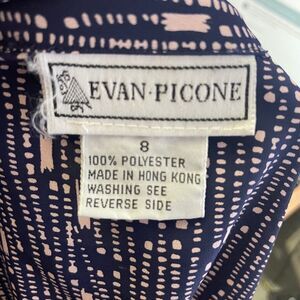 EVAN·PICONE
8
100% POLYESTER
MADE IN HONG KONG
WASHING SEE
REVERSE SIDE